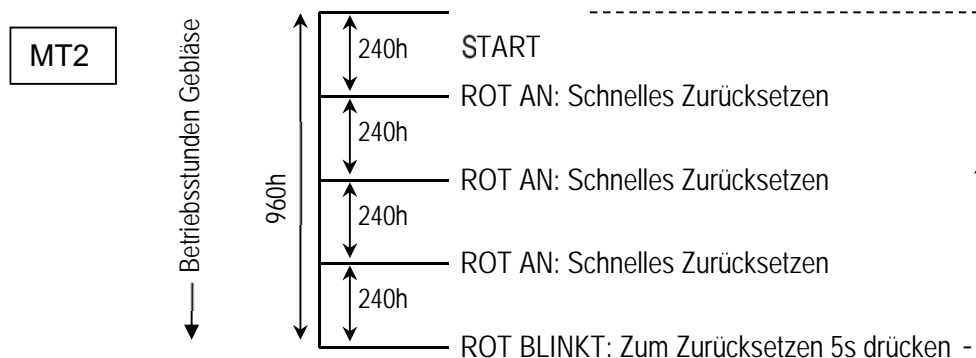 MT2
Betriebsstunden Gebläse
960h
240h
START
ROT AN: Schnelles Zurücksetzen
240h
ROT AN: Schnelles Zurücksetzen
240h
ROT AN: Schnelles Zurücksetzen
240h
ROT BLINKT: Zum Zurücksetzen 5s drücken